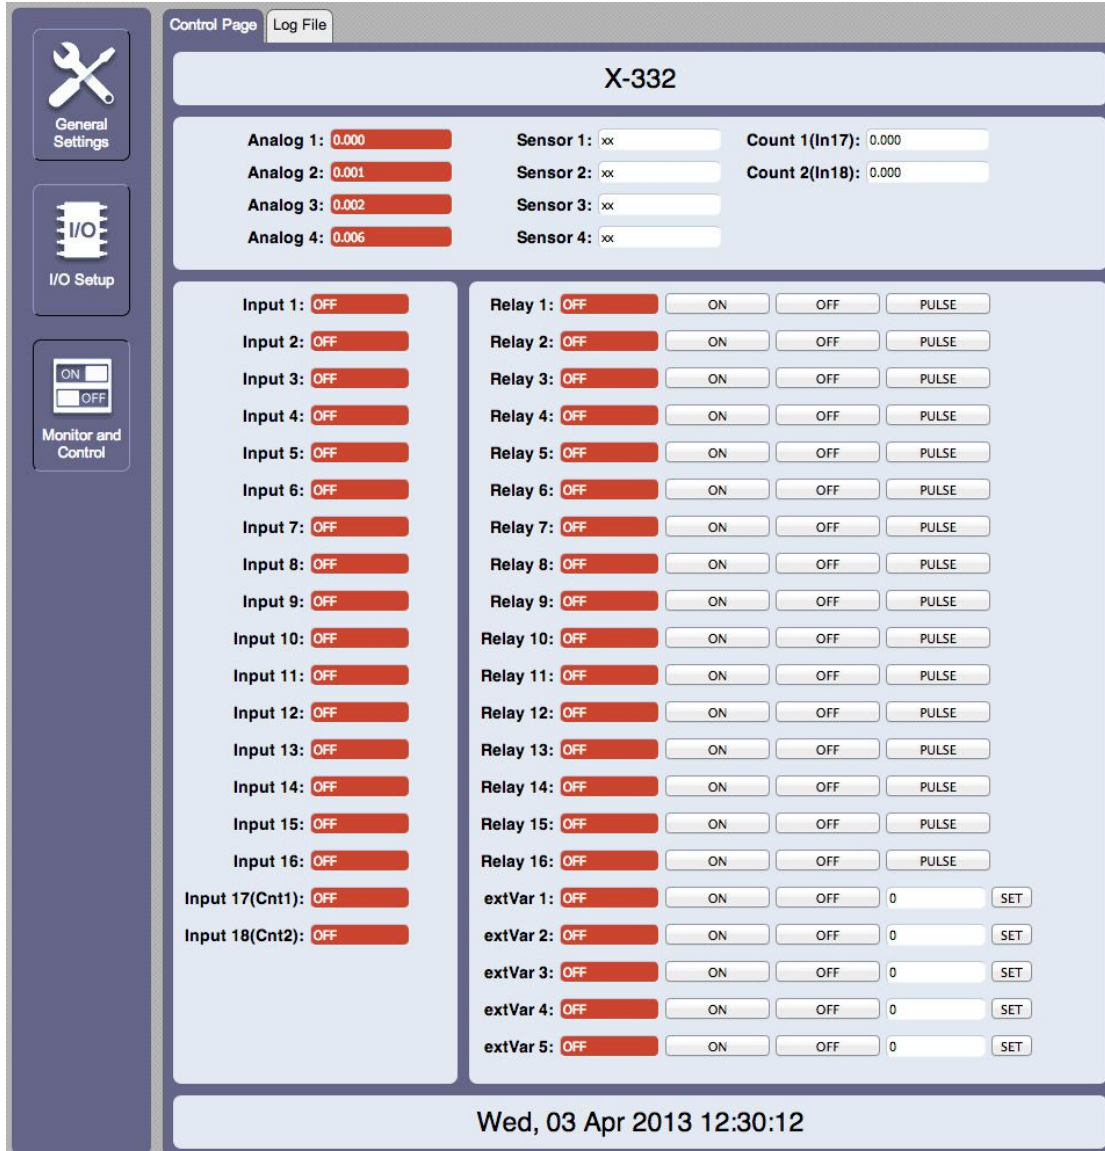 Control Page Log File
General
Settings
I/O
I/O Setup
ON
OFF
Monitor and
Control
X-332
Analog 1: 0.000 Sensor 1: xx Count 1(In17): 0.000
Analog 2: 0.001 Sensor 2: xx Count 2(In18): 0.000
Analog 3: 0.002 Sensor 3: xx
Analog 4: 0.006 Sensor 4: xx
Input 1: OFF
Input 2: OFF
Input 3: OFF
Input 4: OFF
Input 5: OFF
Input 6: OFF
Input 7: OFF
Input 8: OFF
Input 9: OFF
Input 10: OFF
Input 11: OFF
Input 12: OFF
Input 13: OFF
Input 14: OFF
Input 15: OFF
Input 16: OFF
Input 17(Cnt1): OFF
Input 18(Cnt2): OFF
Relay 1: OFF ON OFF PULSE
Relay 2: OFF ON OFF PULSE
Relay 3: OFF ON OFF PULSE
Relay 4: OFF ON OFF PULSE
Relay 5: OFF ON OFF PULSE
Relay 6: OFF ON OFF PULSE
Relay 7: OFF ON OFF PULSE
Relay 8: OFF ON OFF PULSE
Relay 9: OFF ON OFF PULSE
Relay 10: OFF ON OFF PULSE
Relay 11: OFF ON OFF PULSE
Relay 12: OFF ON OFF PULSE
Relay 13: OFF ON OFF PULSE
Relay 14: OFF ON OFF PULSE
Relay 15: OFF ON OFF PULSE
Relay 16: OFF ON OFF PULSE
extVar 1: OFF ON OFF 0 SET
extVar 2: OFF ON OFF 0 SET
extVar 3: OFF ON OFF 0 SET
extVar 4: OFF ON OFF 0 SET
extVar 5: OFF ON OFF 0 SET
Wed, 03 Apr 2013 12:30:12